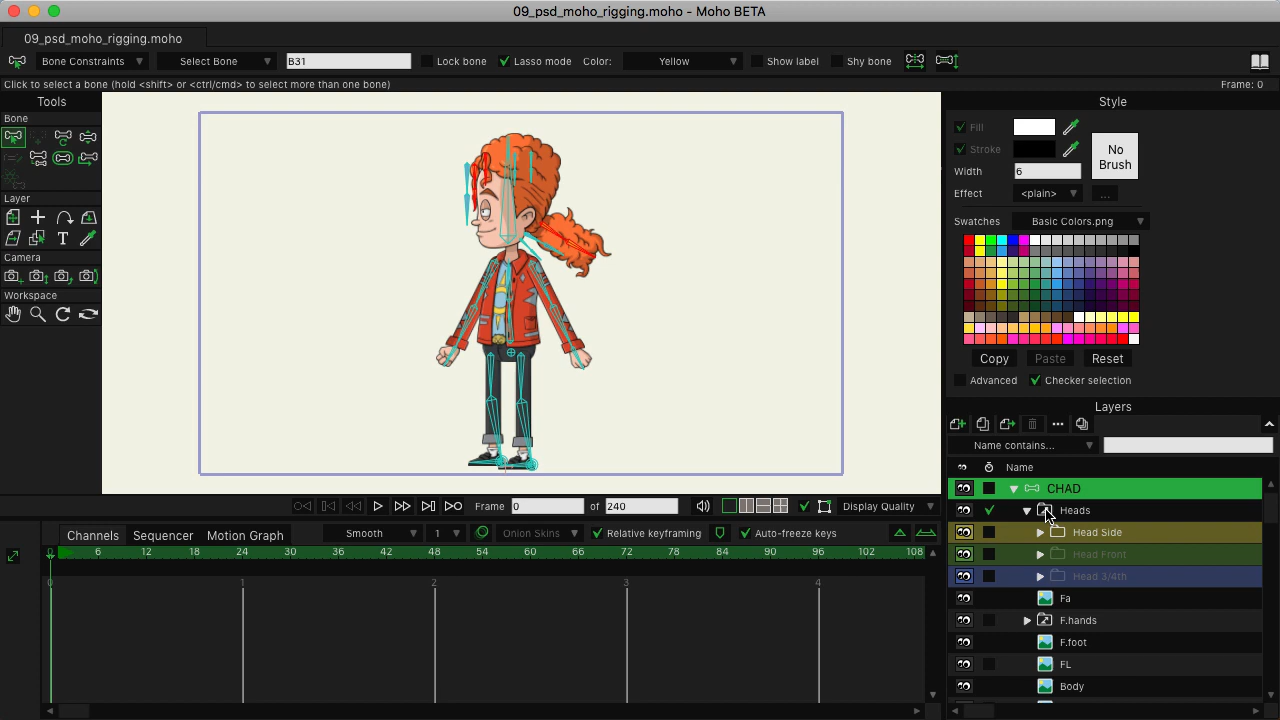 09_psd_moho_rigging.moho - Moho BETA
09_psd_moho_rigging.moho
Bone Constraints Select Bone B31 Lock bone Lasso mode Color: Yellow Show label Shy bone
Click to select a bone (hold <shift> or <ctrl/cmd> to select more than one bone) Frame: 0
Tools
Bone
Layer
Camera
Workspace
Style
Fill
Stroke
No Brush
Width 6
Effect <plain> ...
Swatches Basic Colors.png
Copy Paste Reset
Advanced Checker selection
Layers
Name contains...
Name
CHAD
Heads
Head Side
Head Front
Head 3/4th
Fa
F.hands
F.foot
FL
Body
Frame 0 of 240 Display Quality
Channels Sequencer Motion Graph Smooth 1 Onion Skins Relative keyframing Auto-freeze keys
0 6 12 18 24 30 36 42 48 54 60 66 72 78 84 90 96 102 108
0 1 2 3 4